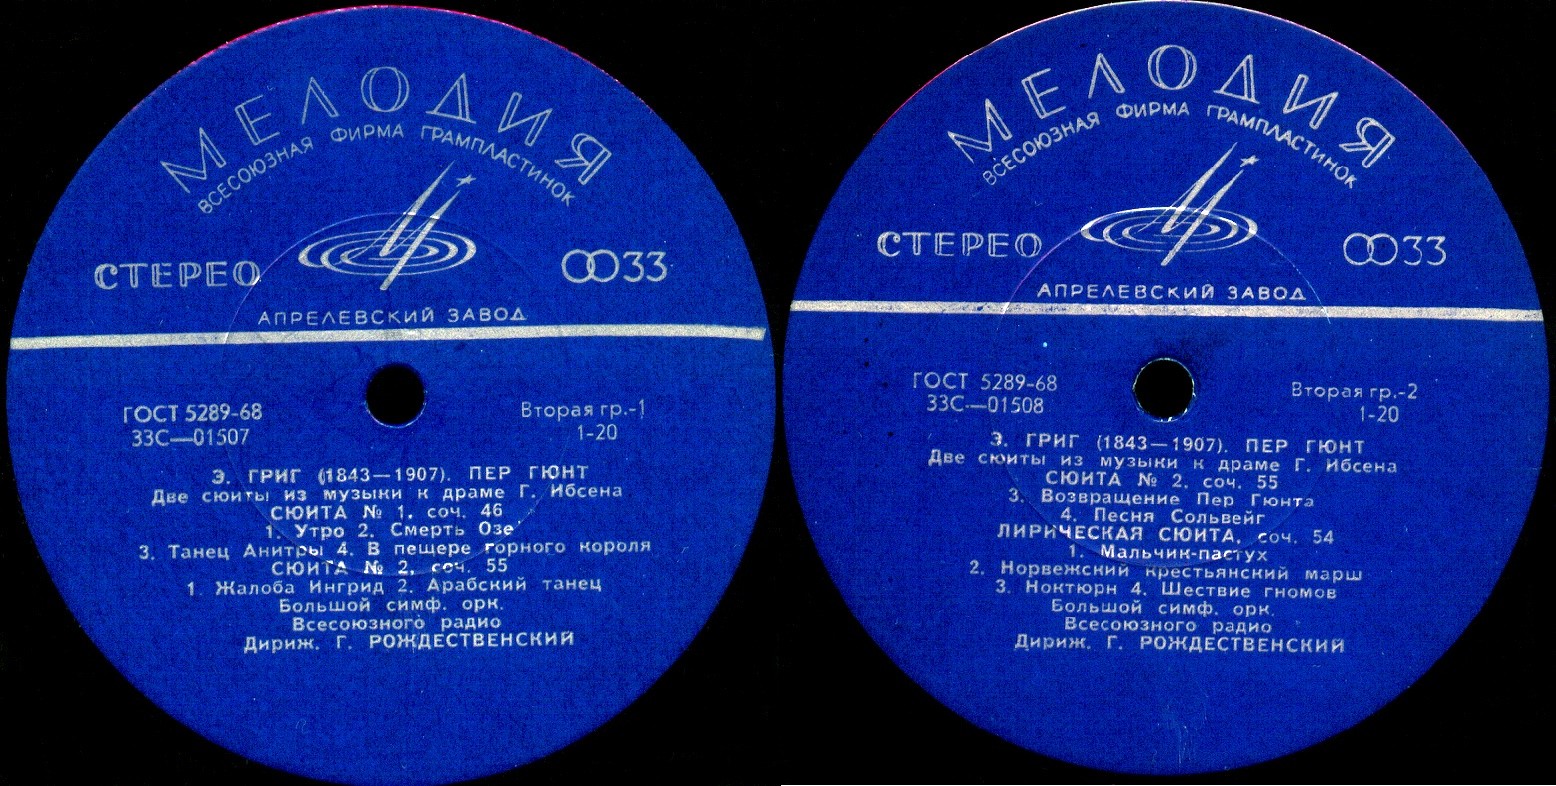 МЕЛОДИЯ
ВСЕСОЮЗНАЯ ФИРМА ГРАМПЛАСТИНОК
СТЕРЕО
33
АПРЕЛЕВСКИЙ ЗАВОД
ГОСТ 5289-68
33С—01507
Вторая гр.-1
1-20
Э. ГРИГ (1843—1907). ПЕР ГЮНТ
Две сюиты из музыки к драме Г. Ибсена
СЮИТА № 1, соч. 46
1. Утро 2. Смерть Озе
3. Танец Анитры 4. В пещере горного короля
СЮИТА № 2, соч. 55
1. Жалоба Ингрид 2. Арабский танец
Большой симф. орк.
Всесоюзного радио
Дириж. Г. РОЖДЕСТВЕНСКИЙ
МЕЛОДИЯ
ВСЕСОЮЗНАЯ ФИРМА ГРАМПЛАСТИНОК
СТЕРЕО
33
АПРЕЛЕВСКИЙ ЗАВОД
ГОСТ 5289-68
33С—01508
Вторая гр.-2
1-20
Э. ГРИГ (1843—1907). ПЕР ГЮНТ
Две сюиты из музыки к драме Г. Ибсена
СЮИТА № 2, соч. 55
3. Возвращение Пер Гюнта
4. Песня Сольвейг
ЛИРИЧЕСКАЯ СЮИТА, соч. 54
1. Мальчик-пастух
2. Норвежский крестьянский марш
3. Ноктюрн 4. Шествие гномов
Большой симф. орк.
Всесоюзного радио
Дириж. Г. РОЖДЕСТВЕНСКИЙ